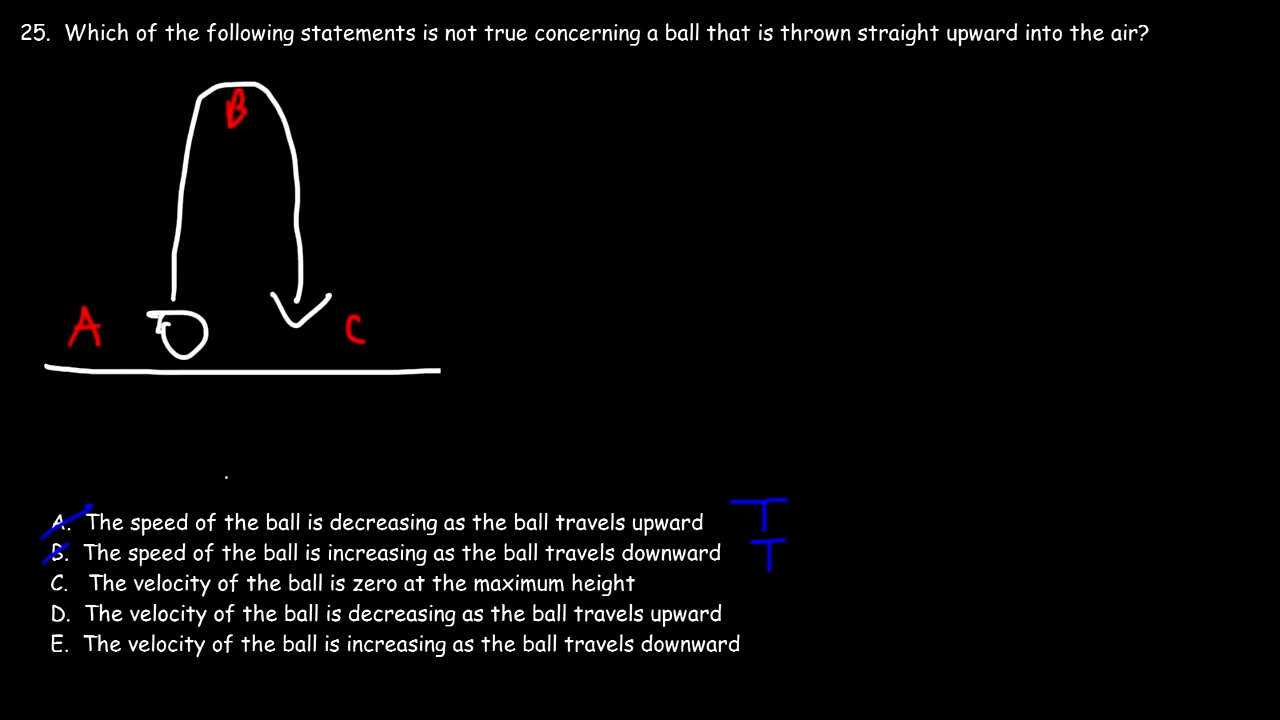 25. Which of the following statements is not true concerning a ball that is thrown straight upward into the air?
B
A
C
A. The speed of the ball is decreasing as the ball travels upward T
B. The speed of the ball is increasing as the ball travels downward T
C. The velocity of the ball is zero at the maximum height
D. The velocity of the ball is decreasing as the ball travels upward
E. The velocity of the ball is increasing as the ball travels downward